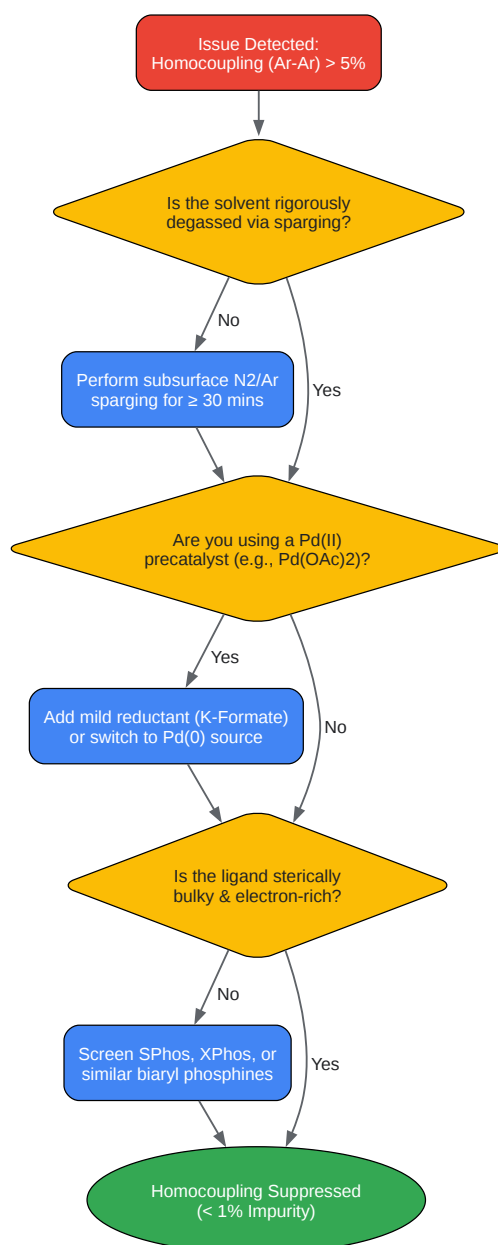 Issue Detected:
Homocoupling (Ar-Ar) > 5%
Is the solvent rigorously
degassed via sparging?
No
Perform subsurface N2/Ar
sparging for ≥ 30 mins
Yes
Are you using a Pd(II)
precatalyst (e.g., Pd(OAc)2)?
Yes
Add mild reductant (K-Formate)
or switch to Pd(0) source
No
Is the ligand sterically
bulky & electron-rich?
No
Screen SPhos, XPhos, or
similar biaryl phosphines
Yes
Homocoupling Suppressed
(< 1% Impurity)